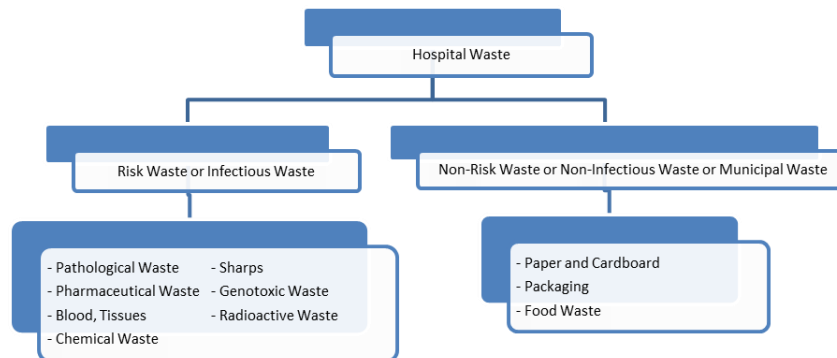 Hospital Waste
Risk Waste or Infectious Waste
Non-Risk Waste or Non-Infectious Waste or Municipal Waste
- Pathological Waste
- Pharmaceutical Waste
- Blood, Tissues
- Chemical Waste
- Sharps
- Genotoxic Waste
- Radioactive Waste
- Paper and Cardboard
- Packaging
- Food Waste